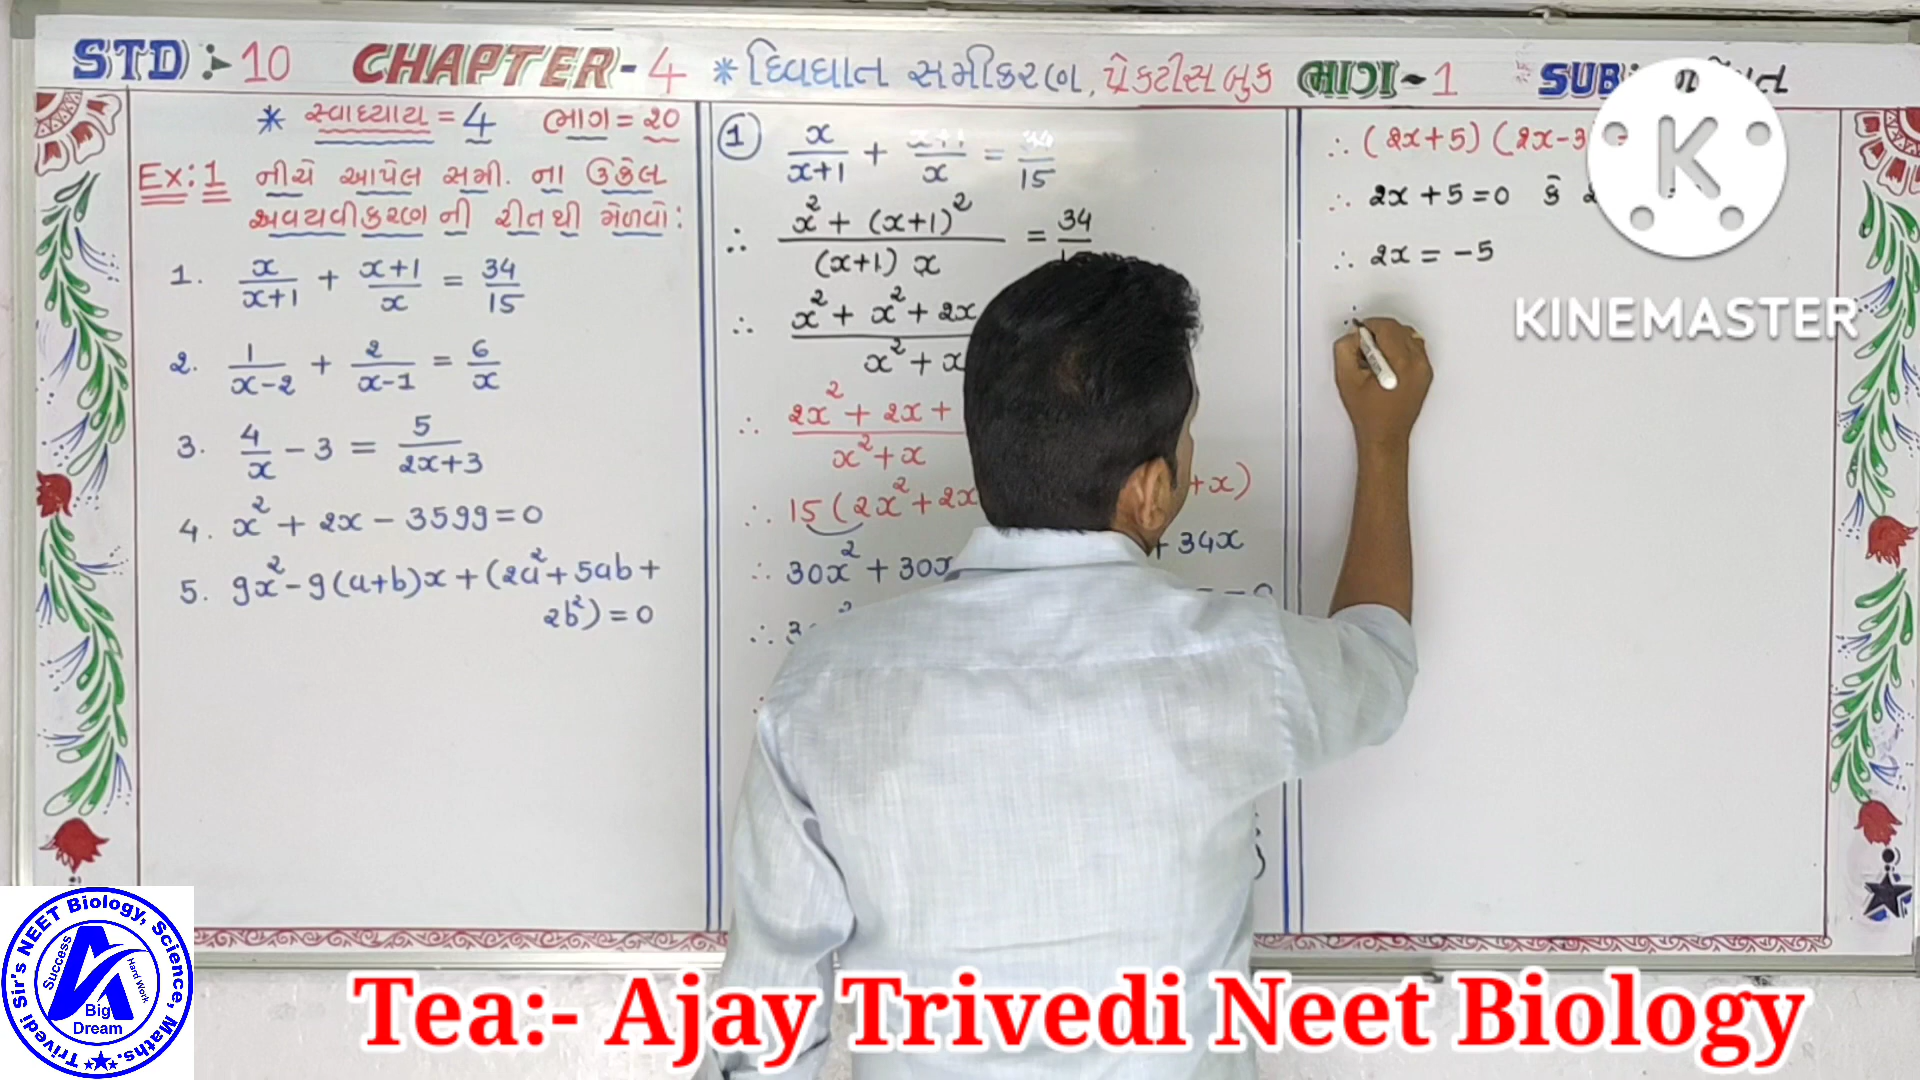 STD :- 10 CHAPTER - 4 * દ્વિઘાત સમીકરણ, પ્રેકટીસ બુક ભાગ - 1 SUB
* સ્વાધ્યાય = 4 ભાગ = 20
Ex: 1 નીચે આપેલ સમી. ના ઉકેલ
અવયવીકરણ ની રીતથી મેળવો:
1. x/(x+1) + (x+1)/x = 34/15
2. 1/(x-2) + 2/(x-1) = 6/x
3. 4/x - 3 = 5/(2x+3)
4. x² + 2x - 3599 = 0
5. 9x² - 9(a+b)x + (2a² + 5ab +
2b²) = 0
① x/(x+1) + (x+1)/x = 34/15
∴ (x² + (x+1)²)/((x+1) x) = 34
∴ (x² + x² + 2x)/(x² + x)
∴ (2x² + 2x +)/(x² + x)
∴ 15 (2x² + 2x +x)
∴ 30x² + 30x + 34x
∴ (2x+5) (2x-3
∴ 2x + 5 = 0 કે
∴ 2x = -5
∴
KINEMASTER
Trivedi Sir's NEET Biology, Science, Maths.
Success
Hard Work
Big
Dream
Tea:- Ajay Trivedi Neet Biology